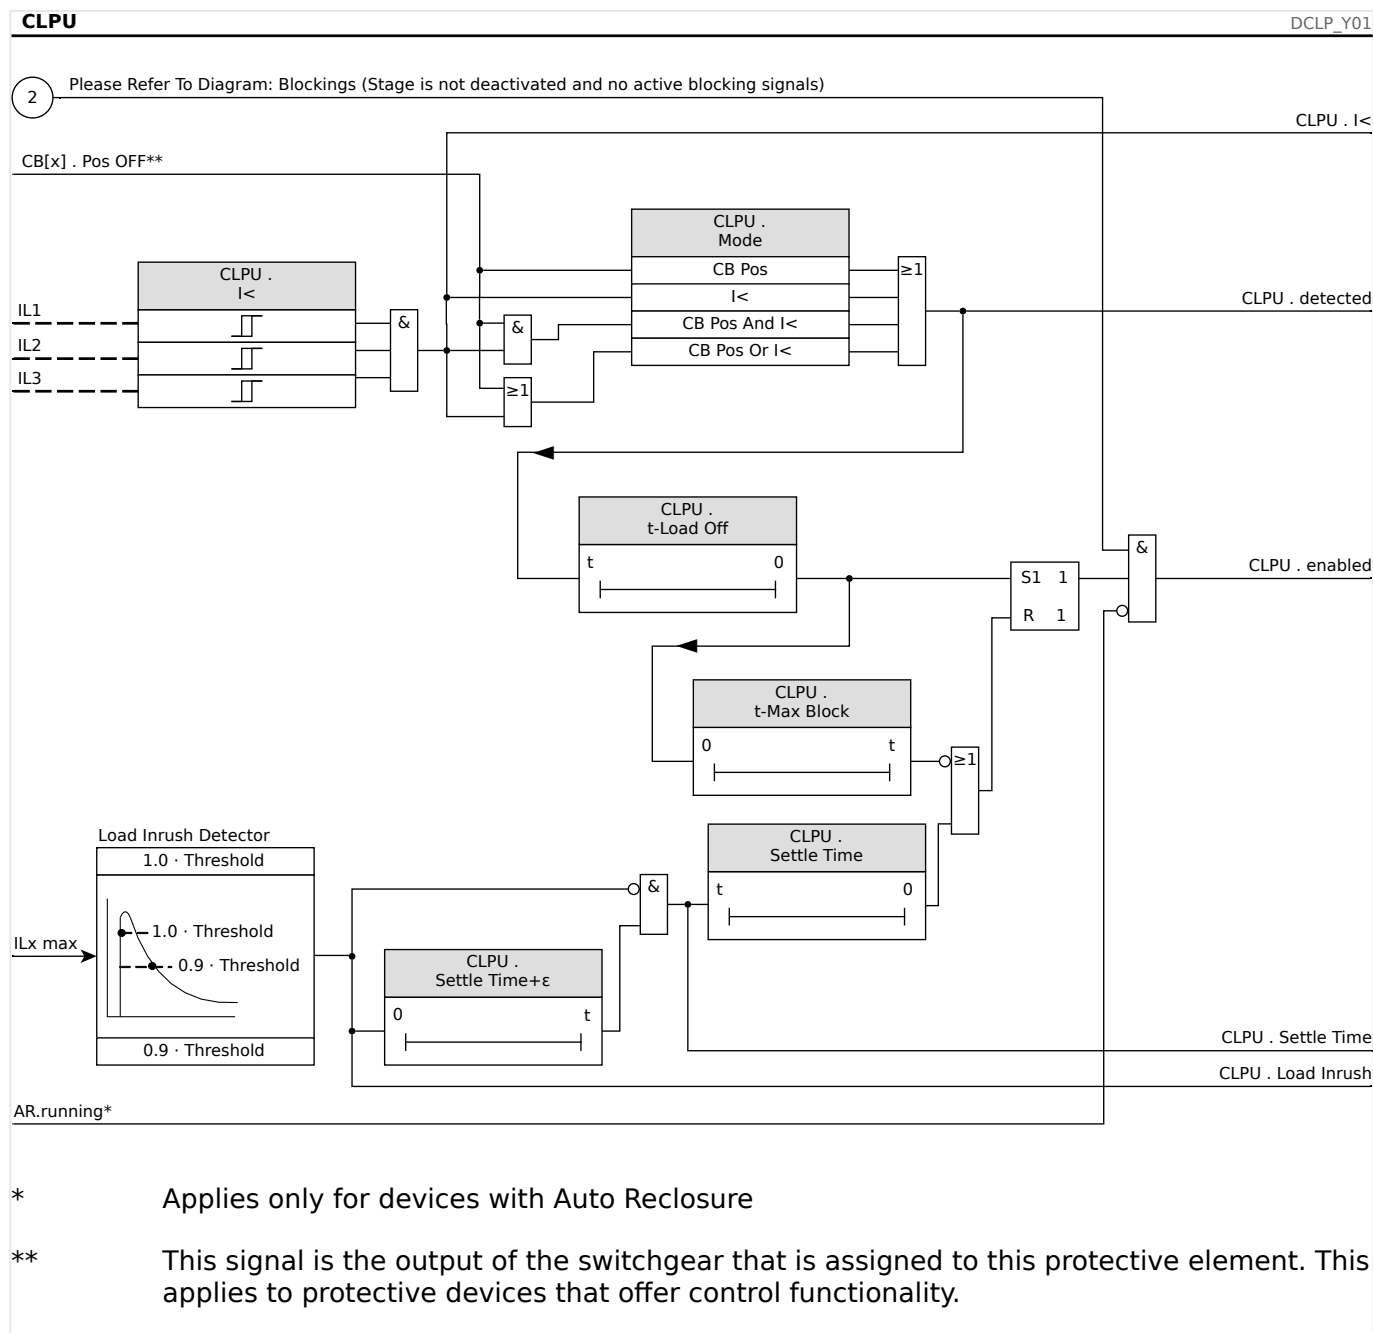 CLPU
DCLP_Y01
2
Please Refer To Diagram: Blockings (Stage is not deactivated and no active blocking signals)
CLPU . I<
CB[x] . Pos OFF**
CLPU .
Mode
CB Pos
I<
CB Pos And I<
CB Pos Or I<
≥1
CLPU .
I<
IL1
IL2
IL3
&
&
≥1
CLPU . detected
CLPU .
t-Load Off
t 0
S1 1
R 1
&
CLPU . enabled
CLPU .
t-Max Block
0 t
≥1
Load Inrush Detector
1.0 · Threshold
1.0 · Threshold
0.9 · Threshold
0.9 · Threshold
ILx max
&
CLPU .
Settle Time
t 0
CLPU .
Settle Time+ε
0 t
CLPU . Settle Time
CLPU . Load Inrush
AR.running*
* Applies only for devices with Auto Reclosure
** This signal is the output of the switchgear that is assigned to this protective element. This
applies to protective devices that offer control functionality.